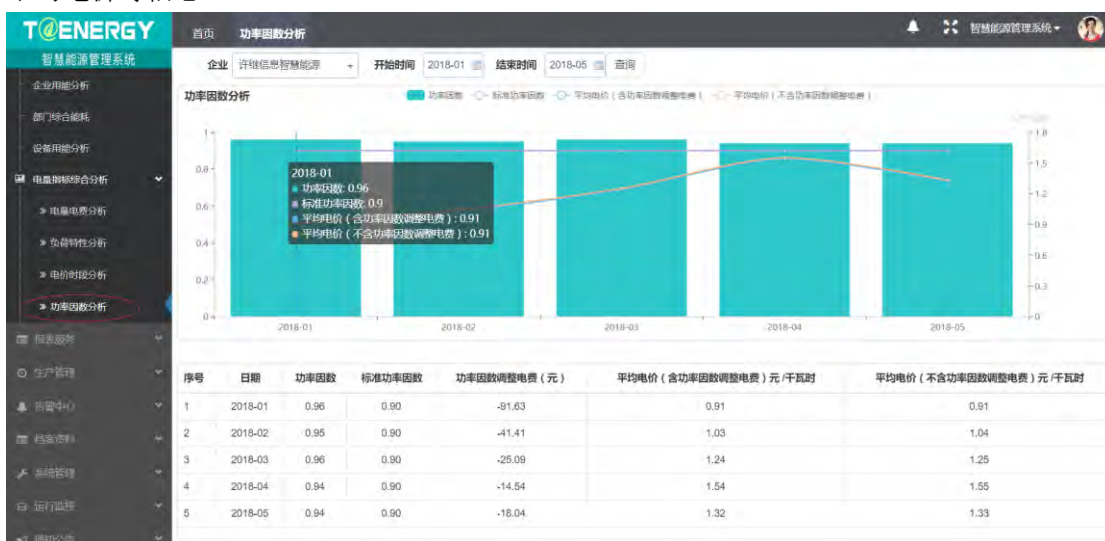 T@ENERGY
智慧能源管理系统
首页 功率因数分析
智慧能源管理系统
企业 许继信息智慧能源 开始时间 2018-01 结束时间 2018-05 查询
企业用能分析
部门综合能耗
设备用能分析
电量指标综合分析
电量电费分析
负荷特性分析
电价时段分析
功率因数分析
报表服务
生产管理
告警中心
档案资料
系统管理
运行监控
通知公告
功率因数分析
功率因数 标准功率因数 平均电价(含功率因数调整电费) 平均电价(不含功率因数调整电费)
1
0.8
0.6
0.4
0.2
0
1.8
1.5
1.2
0.9
0.6
0.3
0
2018-01
功率因数: 0.96
标准功率因数: 0.9
平均电价(含功率因数调整电费): 0.91
平均电价(不含功率因数调整电费): 0.91
2018-01 2018-02 2018-03 2018-04 2018-05
序号 日期 功率因数 标准功率因数 功率因数调整电费(元) 平均电价(含功率因数调整电费)元/千瓦时 平均电价(不含功率因数调整电费)元/千瓦时
1 2018-01 0.96 0.90 -91.63 0.91 0.91
2 2018-02 0.95 0.90 -41.41 1.03 1.04
3 2018-03 0.96 0.90 -25.09 1.24 1.25
4 2018-04 0.94 0.90 -14.54 1.54 1.55
5 2018-05 0.94 0.90 -18.04 1.32 1.33